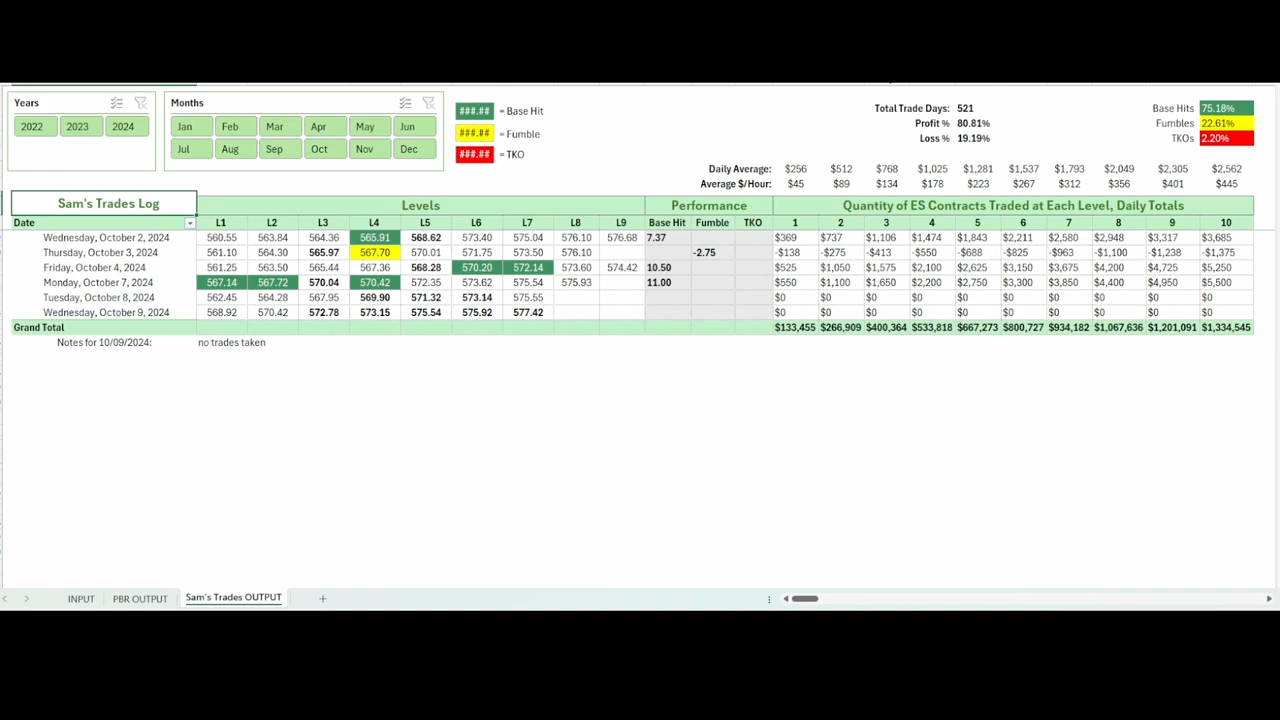 Years
2022 2023 2024
Months
Jan Feb Mar Apr May Jun
Jul Aug Sep Oct Nov Dec
###.## = Base Hit
###.## = Fumble
###.## = TKO
Total Trade Days: 521
Profit % 80.81%
Loss % 19.19%
Base Hits 75.18%
Fumbles 22.61%
TKOs 2.20%
Daily Average: $256 $512 $768 $1,025 $1,281 $1,537 $1,793 $2,049 $2,305 $2,562
Average $/Hour: $45 $89 $134 $178 $223 $267 $312 $356 $401 $445
Sam's Trades Log Levels Performance Quantity of ES Contracts Traded at Each Level, Daily Totals
Date L1 L2 L3 L4 L5 L6 L7 L8 L9 Base Hit Fumble TKO 1 2 3 4 5 6 7 8 9 10
Wednesday, October 2, 2024 560.55 563.84 564.36 565.91 568.62 573.40 575.04 576.10 576.68 7.37 $369 $737 $1,106 $1,474 $1,843 $2,211 $2,580 $2,948 $3,317 $3,685
Thursday, October 3, 2024 561.10 564.30 565.97 567.70 570.01 571.75 573.50 576.10 -2.75 -$138 -$275 -$413 -$550 -$688 -$825 -$963 -$1,100 -$1,238 -$1,375
Friday, October 4, 2024 561.25 563.50 565.44 567.36 568.28 570.20 572.14 573.60 574.42 10.50 $525 $1,050 $1,575 $2,100 $2,625 $3,150 $3,675 $4,200 $4,725 $5,250
Monday, October 7, 2024 567.14 567.72 570.04 570.42 572.35 573.62 575.54 575.93 11.00 $550 $1,100 $1,650 $2,200 $2,750 $3,300 $3,850 $4,400 $4,950 $5,500
Tuesday, October 8, 2024 562.45 564.28 567.95 569.90 571.32 573.14 575.55 $0 $0 $0 $0 $0 $0 $0 $0 $0 $0
Wednesday, October 9, 2024 568.92 570.42 572.78 573.15 575.54 575.92 577.42 $0 $0 $0 $0 $0 $0 $0 $0 $0 $0
Grand Total $133,455 $266,909 $400,364 $533,818 $667,273 $800,727 $934,182 $1,067,636 $1,201,091 $1,334,545
Notes for 10/09/2024: no trades taken
INPUT PBR OUTPUT Sam's Trades OUTPUT +